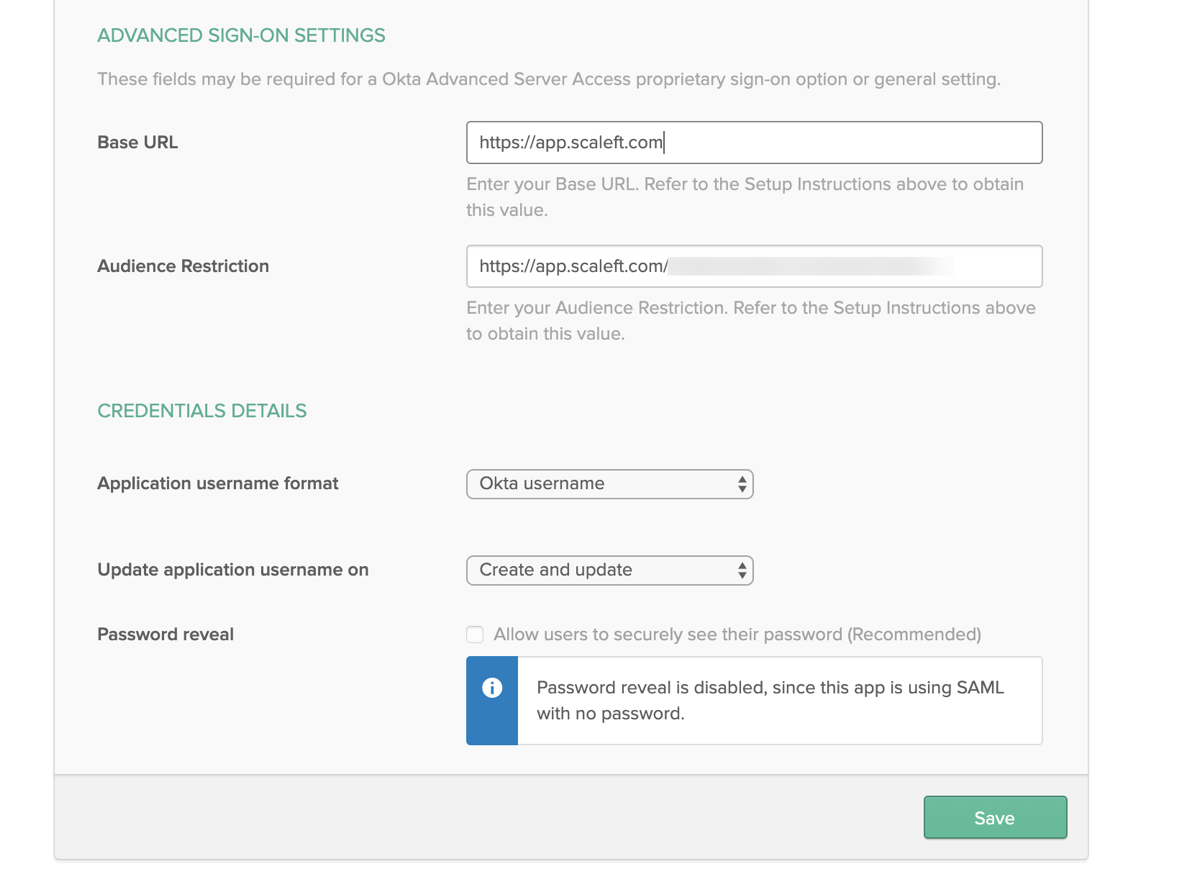 ADVANCED SIGN-ON SETTINGS
These fields may be required for a Okta Advanced Server Access proprietary sign-on option or general setting.
Base URL
https://app.scaleft.com
Enter your Base URL. Refer to the Setup Instructions above to obtain
this value.
Audience Restriction
https://app.scaleft.com/
Enter your Audience Restriction. Refer to the Setup Instructions above
to obtain this value.
CREDENTIALS DETAILS
Application username format
Okta username
Update application username on
Create and update
Password reveal
Allow users to securely see their password (Recommended)
Password reveal is disabled, since this app is using SAML
with no password.
Save